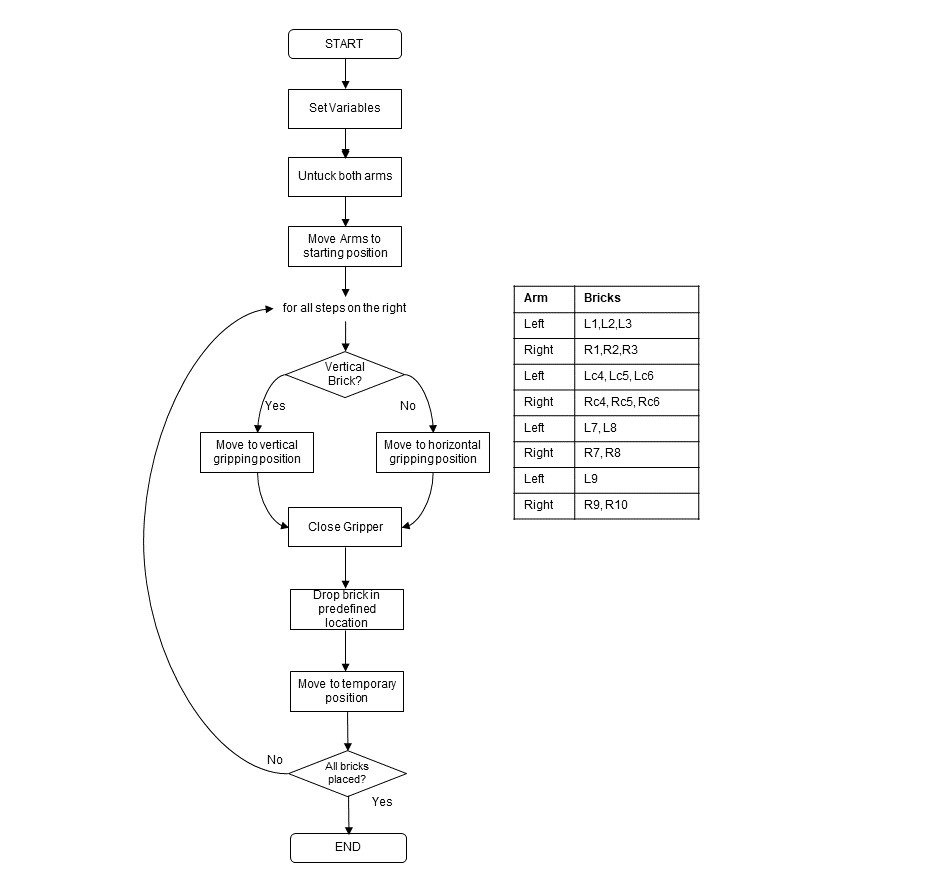 START
Set Variables
Untuck both arms
Move Arms to
starting position
for all steps on the right
Vertical
Brick?
Yes
No
Move to vertical
gripping position
Move to horizontal
gripping position
Close Gripper
Drop brick in
predefined
location
Move to temporary
position
All bricks
placed?
No
Yes
END
Arm Bricks
Left L1,L2,L3
Right R1,R2,R3
Left Lc4, Lc5, Lc6
Right Rc4, Rc5, Rc6
Left L7, L8
Right R7, R8
Left L9
Right R9, R10